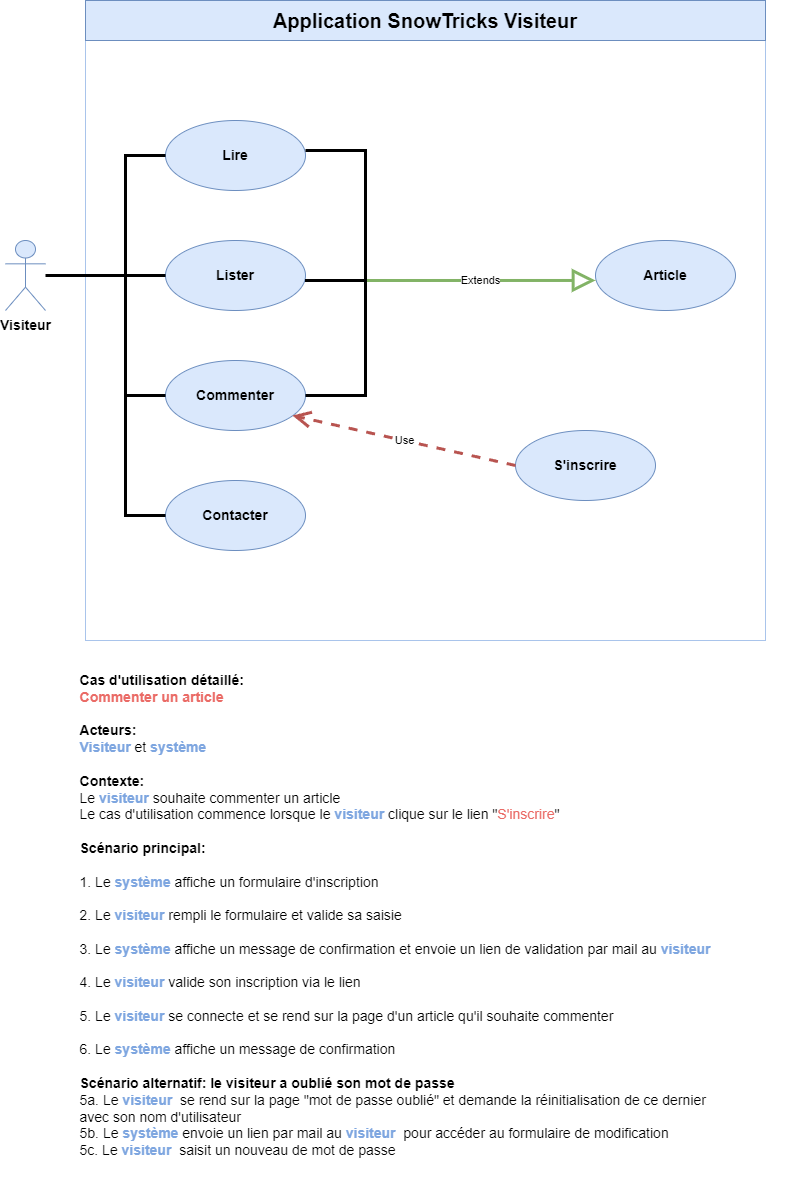 Application SnowTricks Visiteur
Lire
Lister
Extends
Article
Visiteur
Commenter
Use
S'inscrire
Contacter
Cas d'utilisation détaillé:
Commenter un article
Acteurs:
Visiteur et système
Contexte:
Le visiteur souhaite commenter un article
Le cas d'utilisation commence lorsque le visiteur clique sur le lien "S'inscrire"
Scénario principal:
1. Le système affiche un formulaire d'inscription
2. Le visiteur rempli le formulaire et valide sa saisie
3. Le système affiche un message de confirmation et envoie un lien de validation par mail au visiteur
4. Le visiteur valide son inscription via le lien
5. Le visiteur se connecte et se rend sur la page d'un article qu'il souhaite commenter
6. Le système affiche un message de confirmation
Scénario alternatif: le visiteur a oublié son mot de passe
5a. Le visiteur se rend sur la page "mot de passe oublié" et demande la réinitialisation de ce dernier
avec son nom d'utilisateur
5b. Le système envoie un lien par mail au visiteur pour accéder au formulaire de modification
5c. Le visiteur saisit un nouveau de mot de passe